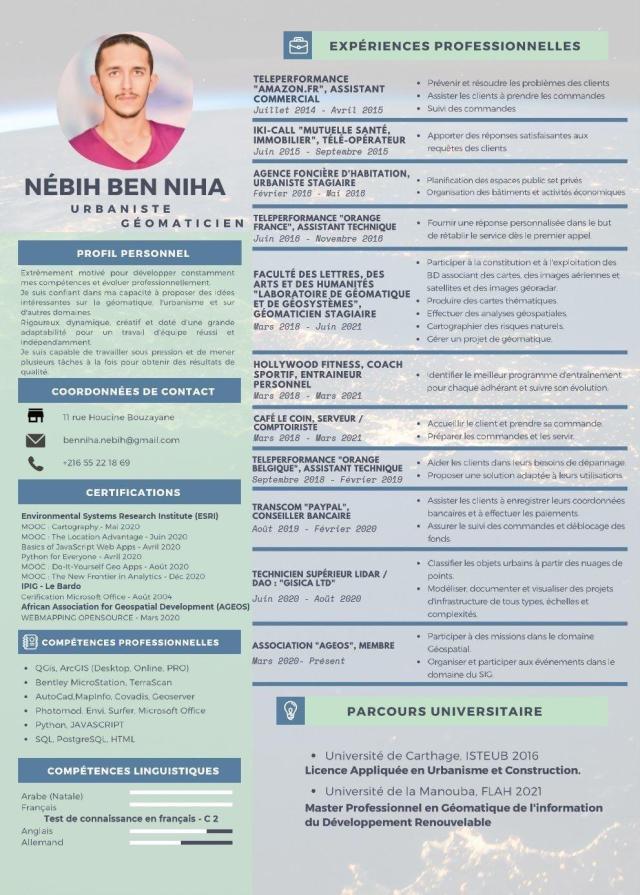 NÉBIH BEN NIHA
URBANISTE
GÉOMATICIEN
PROFIL PERSONNEL
Extrêmement motivé pour développer constamment
mes compétences et évoluer professionnellement.
Je suis confiant dans ma capacité à proposer des idées
intéressantes sur la géomatique, l'urbanisme et sur
d'autres domaines.
Rigoureux, dynamique, créatif et doté d'une grande
adaptabilité pour un travail d'équipe réussi et
indépendamment.
Je suis capable de travailler sous pression et de mener
plusieurs tâches à la fois pour obtenir des résultats de
qualité.
COORDONNÉES DE CONTACT
11 rue Houcine Bouzayane
benniha.nebih@gmail.com
+216 55 22 18 69
CERTIFICATIONS
Environmental Systems Research Institute (ESRI)
MOOC : Cartography - Mai 2020
MOOC : The Location Advantage - Juin 2020
Basics of JavaScript Web Apps - Avril 2020
Python for Everyone - Avril 2020
MOOC : Do-It-Yourself Geo Apps - Août 2020
MOOC : The New Frontier in Analytics - Déc 2020
IPIG - Le Bardo
Cerification Microsoft Office - Août 2004
African Association for Geospatial Development (AGEOS)
WEBMAPPING OPENSOURCE - Mars 2020
COMPÉTENCES PROFESSIONNELLES
• QGis, ArcGIS (Desktop, Online, PRO)
• Bentley MicroStation, TerraScan
• AutoCad,MapInfo, Covadis, Geoserver
• Photomod, Envi, Surfer, Microsoft Office
• Python, JAVASCRIPT
• SQL, PostgreSQL, HTML
COMPÉTENCES LINGUISTIQUES
Arabe (Natale)
Français
Test de connaissance en français - C 2
Anglais
Allemand
EXPÉRIENCES PROFESSIONNELLES
TELEPERFORMANCE
"AMAZON.FR", ASSISTANT
COMMERCIAL
Juillet 2014 - Avril 2015
• Prévenir et résoudre les problèmes des clients
• Assister les clients à prendre les commandes
• Suivi des commandes
IKI-CALL "MUTUELLE SANTÉ,
IMMOBILIER", TÉLÉ-OPÉRATEUR
Juin 2015 - Septembre 2015
• Apporter des réponses satisfaisantes aux
requêtes des clients
AGENCE FONCIÈRE D'HABITATION,
URBANISTE STAGIAIRE
Février 2016 - Mai 2016
• Planification des espaces public set privés
• Organisation des bâtiments et activités économiques
TELEPERFORMANCE "ORANGE
FRANCE", ASSISTANT TECHNIQUE
Juin 2016 - Novembre 2016
• Fournir une réponse personnalisée dans le but
de rétablir le service dès le premier appel.
FACULTÉ DES LETTRES, DES
ARTS ET DES HUMANITÉS
"LABORATOIRE DE GÉOMATIQUE
ET DE GÉOSYSTÈMES",
GÉOMATICIEN STAGIAIRE
Mars 2018 - Juin 2021
• Participer à la constitution et à l'exploitation des
BD associant des cartes, des images aériennes et
satellites et des images géoradar.
• Produire des cartes thématiques.
• Effectuer des analyses géospatiales.
• Cartographier des risques naturels.
• Gérer un projet de géomatique.
HOLLYWOOD FITNESS, COACH
SPORTIF, ENTRAINEUR
PERSONNEL
Mars 2018 - Mars 2021
• Identifier le meilleur programme d'entraînement
pour chaque adhérant et suivre son évolution.
CAFÉ LE COIN, SERVEUR /
COMPTOIRISTE
Mars 2018 - Mars 2021
• Accueillir le client et prendre sa commande.
• Préparer les commandes et les servir.
TELEPERFORMANCE "ORANGE
BELGIQUE", ASSISTANT TECHNIQUE
Septembre 2018 - Février 2019
• Aider les clients dans leurs besoins de dépannage.
• Proposer une solution adaptée à leurs utilisations.
TRANSCOM "PAYPAL",
CONSEILLER BANCAIRE
Août 2019 - Février 2020
• Assister les clients à enregistrer leurs coordonnées
bancaires et à effectuer les paiements.
• Assurer le suivi des commandes et déblocage des
fonds.
TECHNICIEN SUPÉRIEUR LIDAR /
DAO : "GISICA LTD"
Juin 2020 - Août 2020
• Classifier les objets urbains à partir des nuages de
points.
• Modéliser, documenter et visualiser des projets
d'infrastructure de tous types, échelles et
complexités.
ASSOCIATION "AGEOS", MEMBRE
Mars 2020- Présent
• Participer à des missions dans le domaine
Géospatial.
• Organiser et participer aux événements dans le
domaine du SIG.
PARCOURS UNIVERSITAIRE
• Université de Carthage, ISTEUB 2016
Licence Appliquée en Urbanisme et Construction.
• Université de la Manouba, FLAH 2021
Master Professionnel en Géomatique de l'information
du Développement Renouvelable